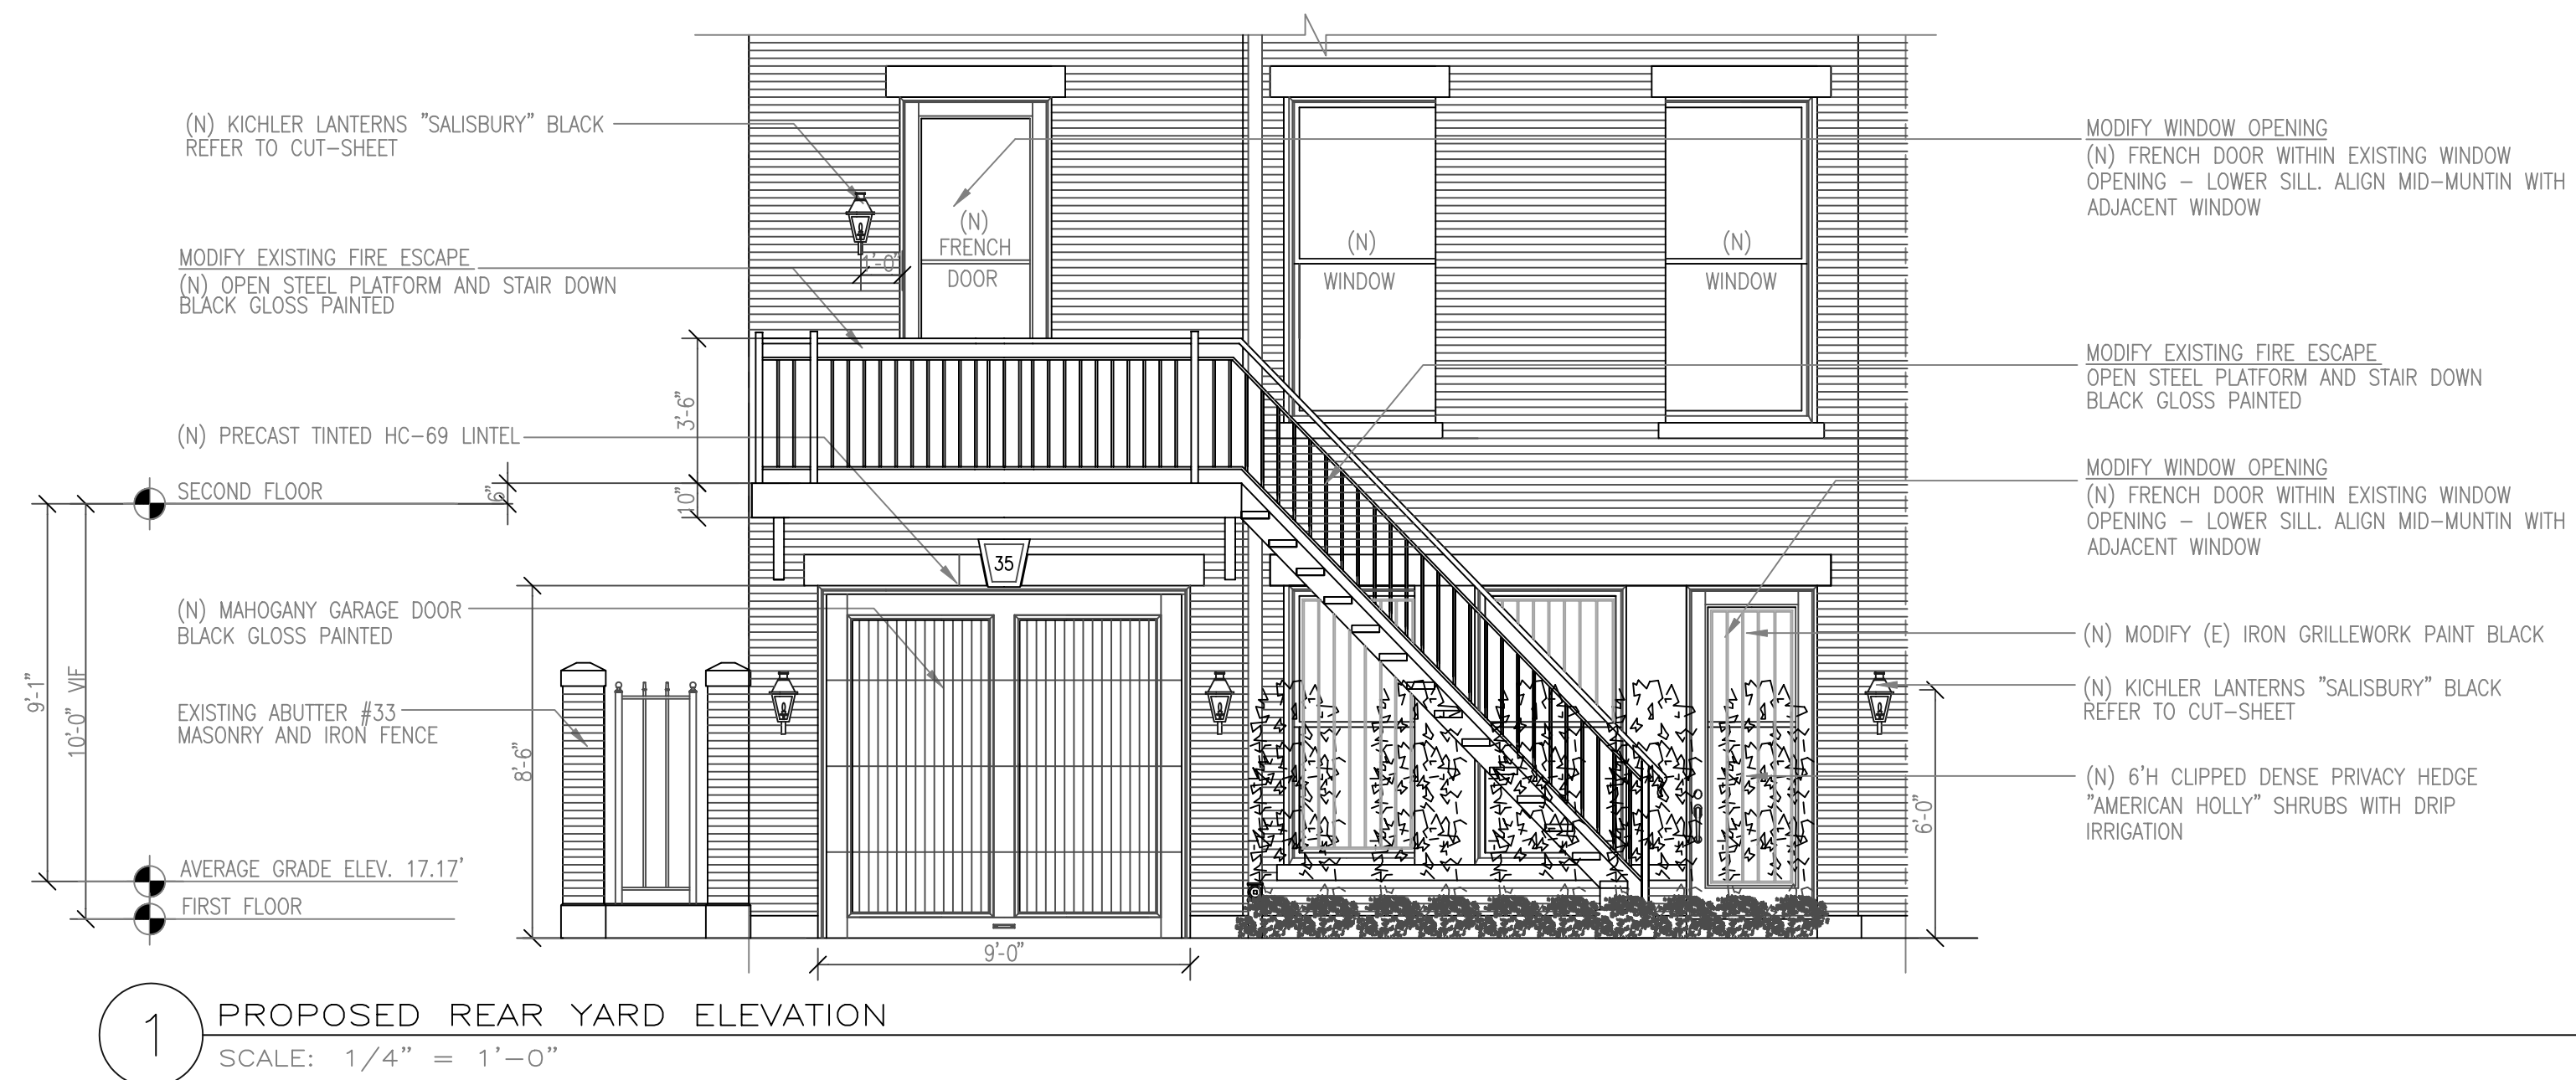 (N) KICHLER LANTERNS "SALISBURY" BLACK
REFER TO CUT-SHEET
MODIFY EXISTING FIRE ESCAPE
(N) OPEN STEEL PLATFORM AND STAIR DOWN
BLACK GLOSS PAINTED
(N) PRECAST TINTED HC-69 LINTEL
SECOND FLOOR
(N) MAHOGANY GARAGE DOOR
BLACK GLOSS PAINTED
EXISTING ABUTTER #33
MASONRY AND IRON FENCE
AVERAGE GRADE ELEV. 17.17'
FIRST FLOOR
9'-1"
10'-0" VIF
6"
8'-6"
3'-6"
10"
1'-0"
(N)
FRENCH
DOOR
(N)
WINDOW
(N)
WINDOW
35
9'-0"
6'-0"
MODIFY WINDOW OPENING
(N) FRENCH DOOR WITHIN EXISTING WINDOW
OPENING - LOWER SILL. ALIGN MID-MUNTIN WITH
ADJACENT WINDOW
MODIFY EXISTING FIRE ESCAPE
OPEN STEEL PLATFORM AND STAIR DOWN
BLACK GLOSS PAINTED
MODIFY WINDOW OPENING
(N) FRENCH DOOR WITHIN EXISTING WINDOW
OPENING - LOWER SILL. ALIGN MID-MUNTIN WITH
ADJACENT WINDOW
(N) MODIFY (E) IRON GRILLEWORK PAINT BLACK
(N) KICHLER LANTERNS "SALISBURY" BLACK
REFER TO CUT-SHEET
(N) 6'H CLIPPED DENSE PRIVACY HEDGE
"AMERICAN HOLLY" SHRUBS WITH DRIP
IRRIGATION
1
PROPOSED REAR YARD ELEVATION
SCALE: 1/4" = 1'-0"